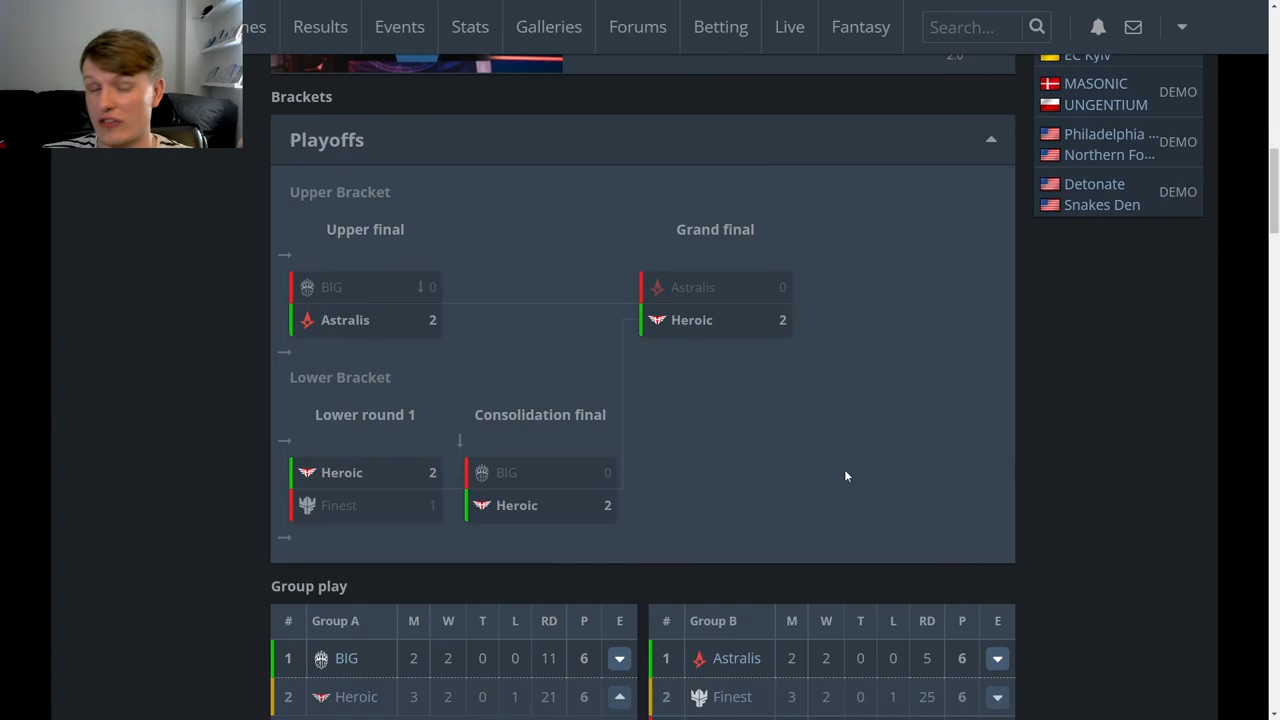 nes Results Events Stats Galleries Forums Betting Live Fantasy Search...
2.0
EC Kyiv
MASONIC
UNGENTIUM
DEMO
Philadelphia ...
Northern Fo...
DEMO
Detonate
Snakes Den
DEMO
Brackets
Playoffs
Upper Bracket
Upper final
Grand final
BIG 0
Astralis 2
Astralis 0
Heroic 2
Lower Bracket
Lower round 1
Consolidation final
Heroic 2
Finest 1
BIG 0
Heroic 2
Group play
# Group A M W T L RD P E
1 BIG 2 2 0 0 11 6
2 Heroic 3 2 0 1 21 6
# Group B M W T L RD P E
1 Astralis 2 2 0 0 5 6
2 Finest 3 2 0 1 25 6